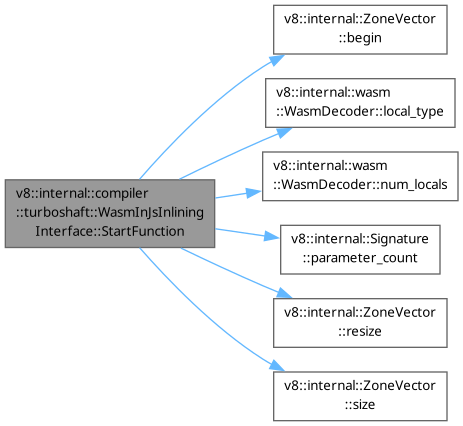 v8::internal::ZoneVector
::begin
v8::internal::wasm
::WasmDecoder::local_type
v8::internal::wasm
::WasmDecoder::num_locals
v8::internal::compiler
::turboshaft::WasmInJsInlining
Interface::StartFunction
v8::internal::Signature
::parameter_count
v8::internal::ZoneVector
::resize
v8::internal::ZoneVector
::size